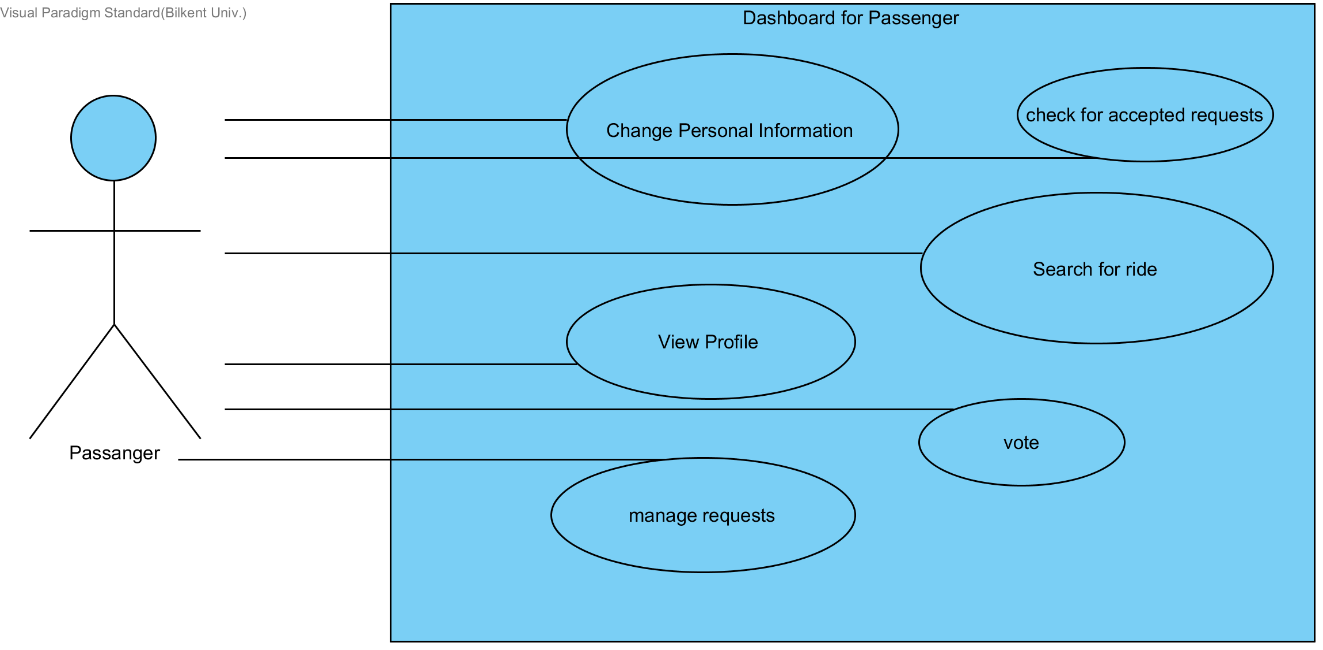 Visual Paradigm Standard(Bilkent Univ.)
Dashboard for Passenger
Change Personal Information
check for accepted requests
Search for ride
View Profile
vote
Passanger
manage requests